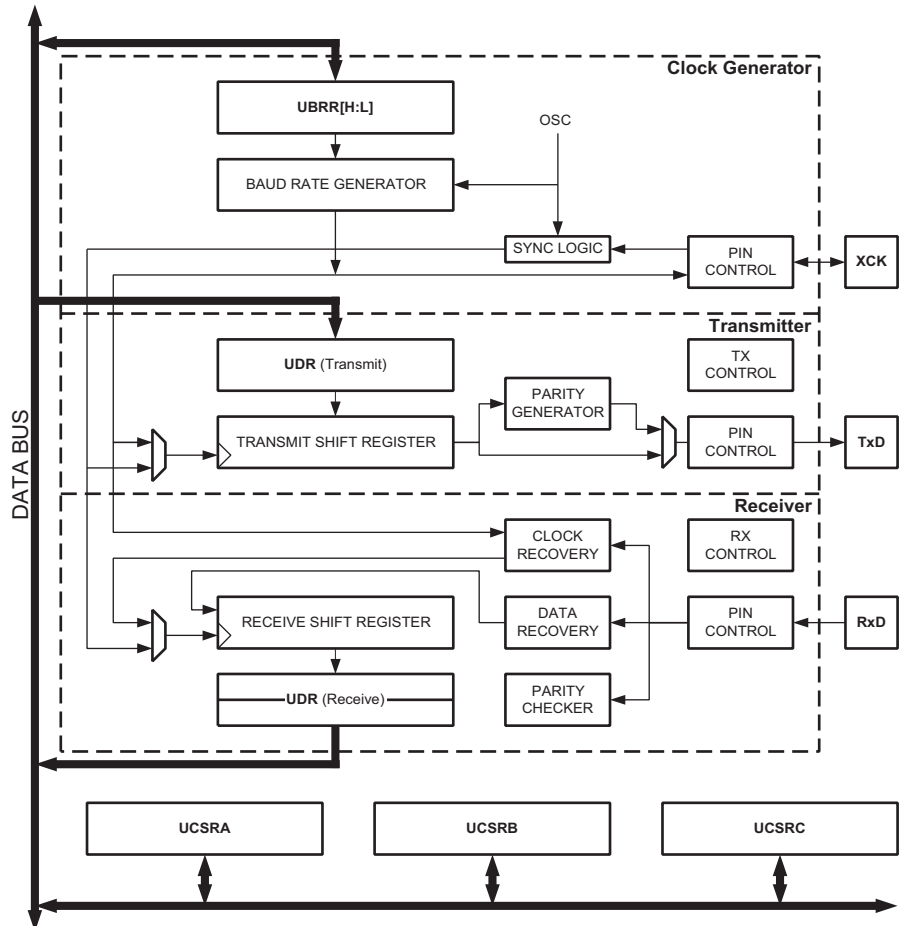 Clock Generator
UBRR[H:L]
OSC
BAUD RATE GENERATOR
SYNC LOGIC
PIN
CONTROL
XCK
DATA BUS
Transmitter
UDR (Transmit)
TX
CONTROL
PARITY
GENERATOR
TRANSMIT SHIFT REGISTER
PIN
CONTROL
TxD
Receiver
CLOCK
RECOVERY
RX
CONTROL
RECEIVE SHIFT REGISTER
DATA
RECOVERY
PIN
CONTROL
RxD
UDR (Receive)
PARITY
CHECKER
UCSRA
UCSRB
UCSRC